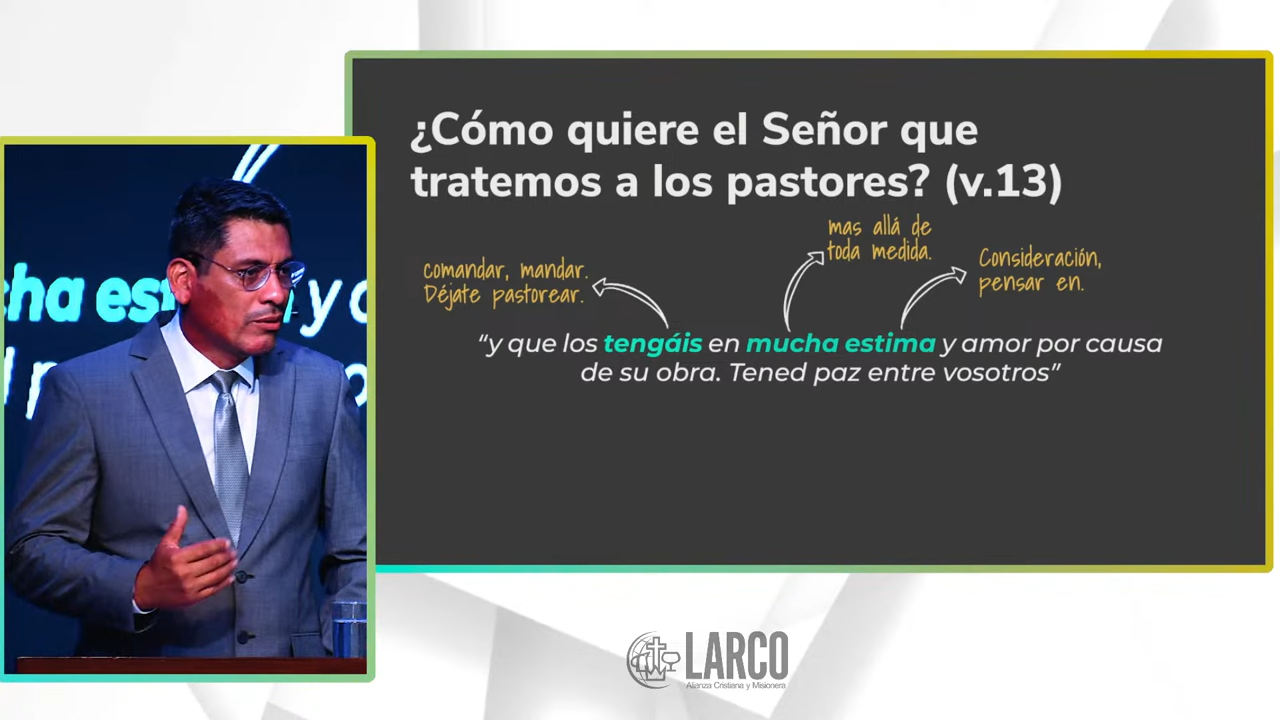 ¿Cómo quiere el Señor que
tratemos a los pastores? (v.13)
mas allá de
toda medida.
Consideración,
pensar en.
comandar, mandar.
Déjate pastorear.
“y que los tengáis en mucha estima y amor por causa
de su obra. Tened paz entre vosotros”
LARCO
Alianza Cristiana y Misionera